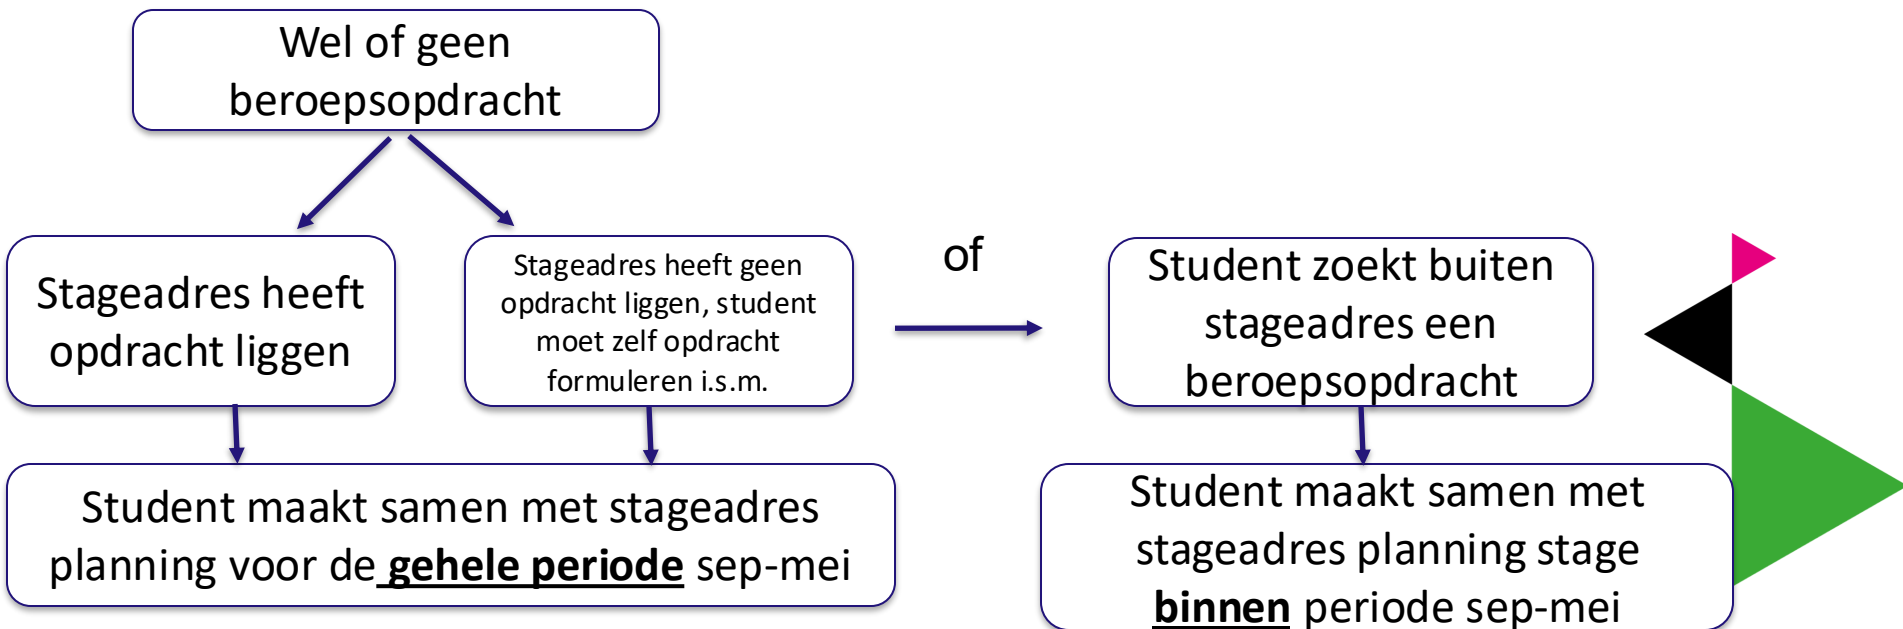 Wel of geen
beroepsopdracht
Stageadres heeft
opdracht liggen
Stageadres heeft geen
opdracht liggen, student
moet zelf opdracht
formuleren i.s.m.
of
Student zoekt buiten
stageadres een
beroepsopdracht
Student maakt samen met stageadres
planning voor de gehele periode sep-mei
Student maakt samen met
stageadres planning stage
binnen periode sep-mei